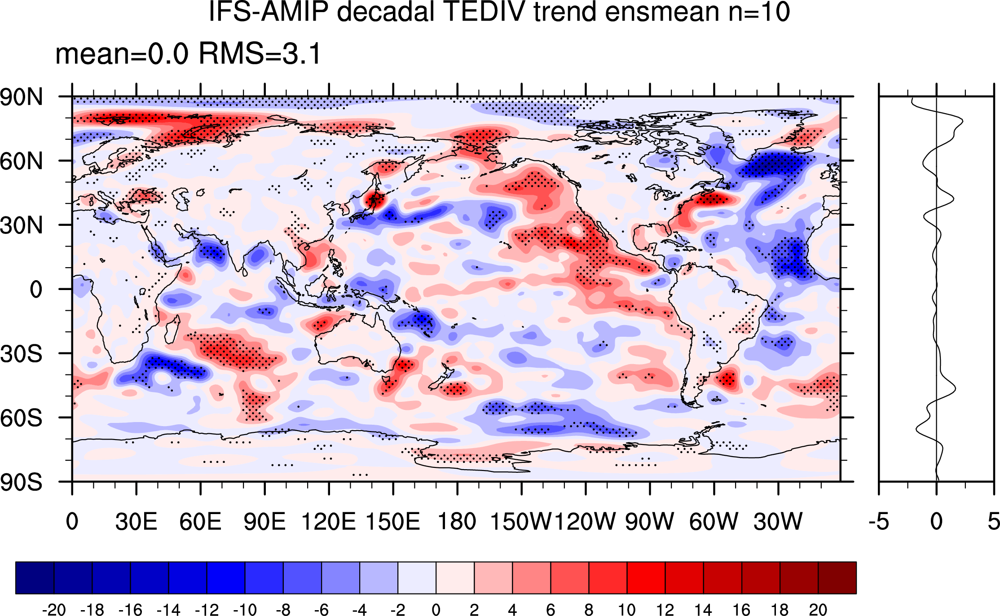 IFS-AMIP decadal TEDIV trend ensmean n=10
mean=0.0 RMS=3.1
90N
60N
30N
0
30S
60S
90S
0 30E 60E 90E 120E 150E 180 150W 120W 90W 60W 30W
-5 0 5
-20 -18 -16 -14 -12 -10 -8 -6 -4 -2 0 2 4 6 8 10 12 14 16 18 20